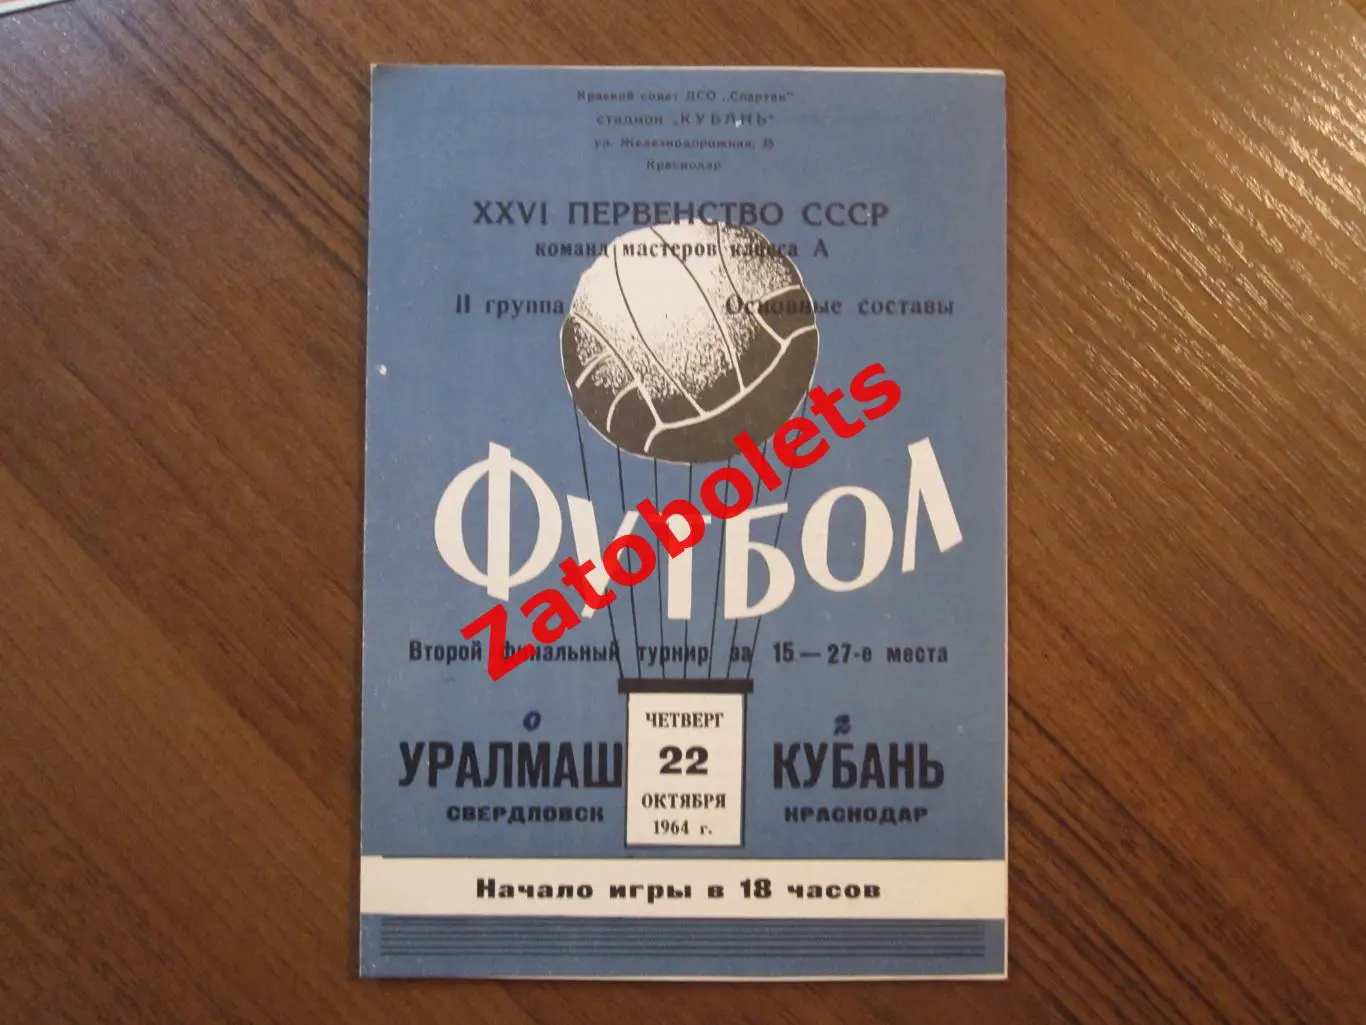 Краевой совет ДСО „Спартак"
стадион „КУБАНЬ"
ул. Железнодорожная, 35
Краснодар
XXVI ПЕРВЕНСТВО СССР
команд мастеров класса А
II группа Основные составы
ФУТБОЛ
Zatobolets
Второй финальный турнир за 15—27-е места
0 2
УРАЛМАШ
СВЕРДЛОВСК
ЧЕТВЕРГ
22
ОКТЯБРЯ
1964 г.
КУБАНЬ
КРАСНОДАР
Начало игры в 18 часов